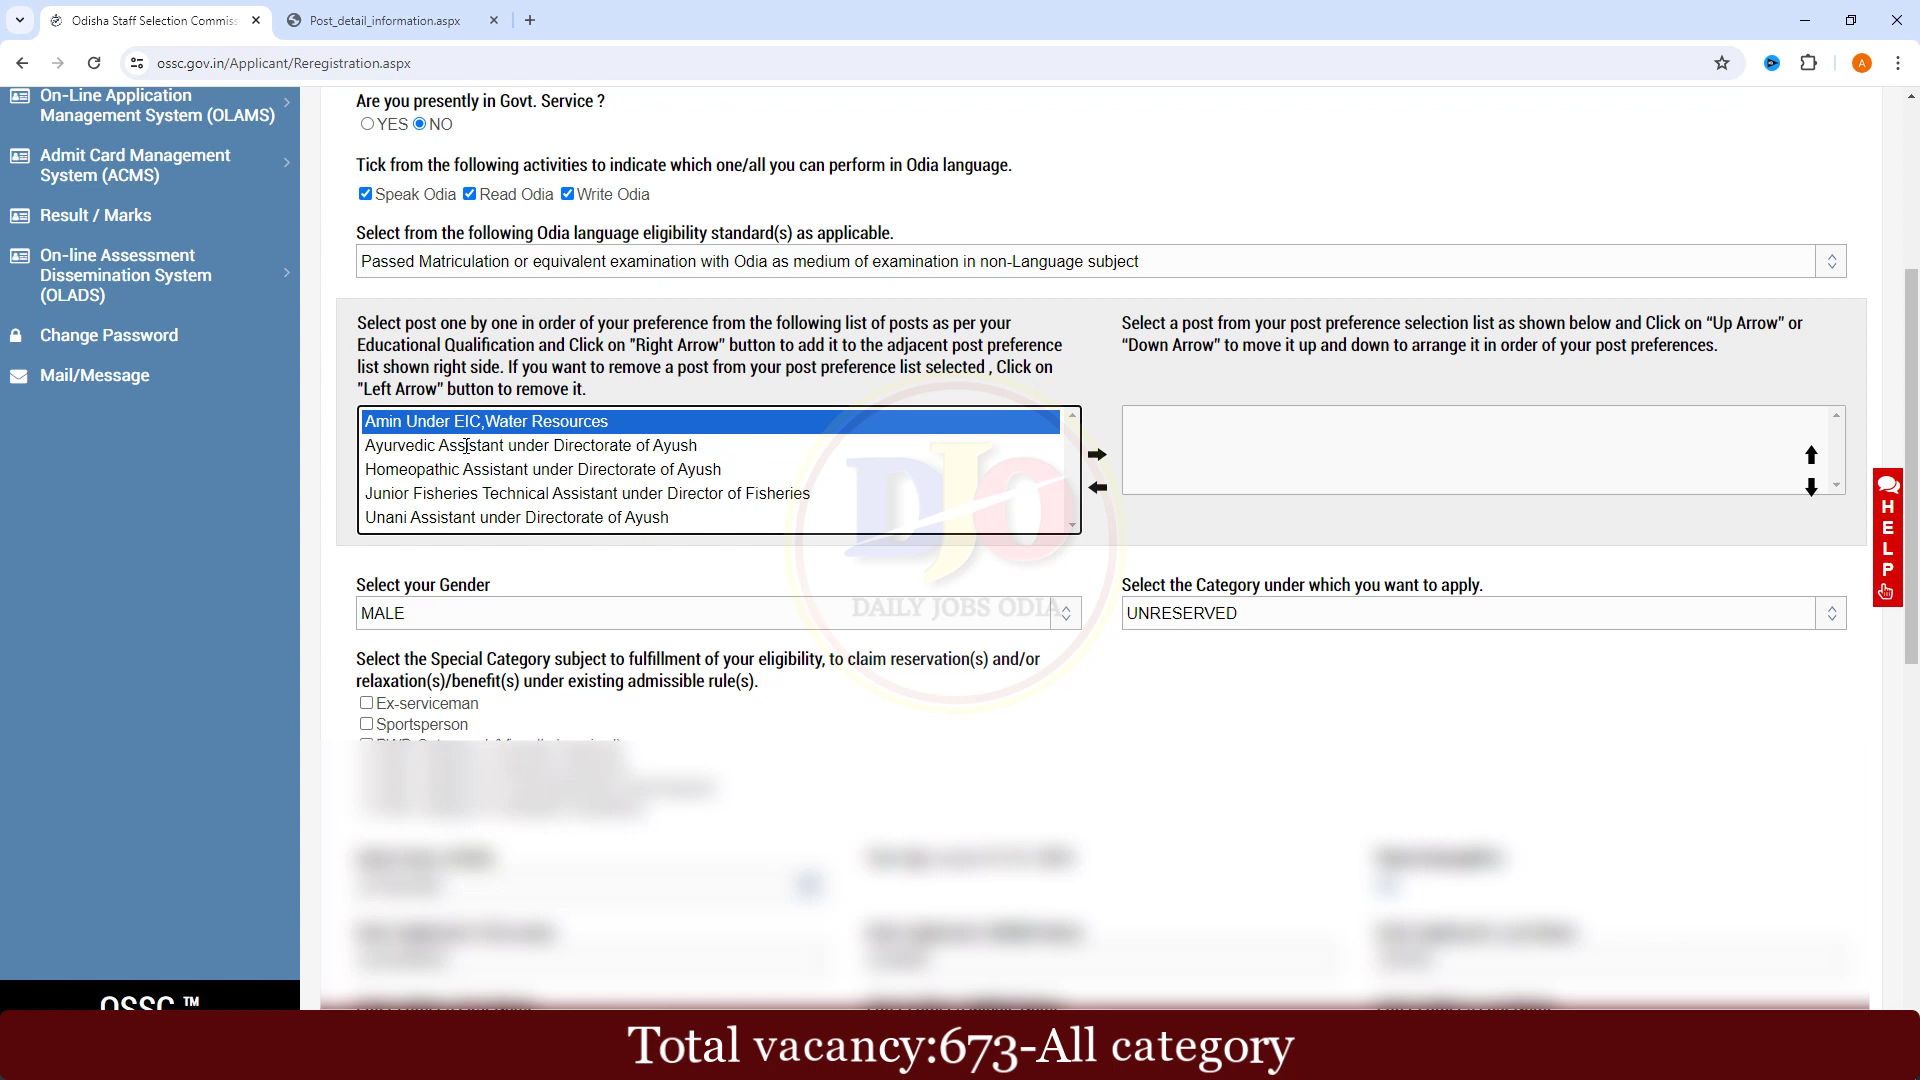 Odisha Staff Selection Commiss
Post_detail_information.aspx
ossc.gov.in/Applicant/Reregistration.aspx
A
On-Line Application
Management System (OLAMS)
Admit Card Management
System (ACMS)
Result / Marks
On-line Assessment
Dissemination System
(OLADS)
Change Password
Mail/Message
OSSC ™
Are you presently in Govt. Service ?
YES NO
Tick from the following activities to indicate which one/all you can perform in Odia language.
Speak Odia Read Odia Write Odia
Select from the following Odia language eligibility standard(s) as applicable.
Passed Matriculation or equivalent examination with Odia as medium of examination in non-Language subject
Select post one by one in order of your preference from the following list of posts as per your
Educational Qualification and Click on "Right Arrow" button to add it to the adjacent post preference
list shown right side. If you want to remove a post from your post preference list selected , Click on
"Left Arrow" button to remove it.
Select a post from your post preference selection list as shown below and Click on “Up Arrow” or
“Down Arrow” to move it up and down to arrange it in order of your post preferences.
Amin Under EIC,Water Resources
Ayurvedic Assistant under Directorate of Ayush
Homeopathic Assistant under Directorate of Ayush
Junior Fisheries Technical Assistant under Director of Fisheries
Unani Assistant under Directorate of Ayush
DJO
DAILY JOBS ODIA
HELP
Select your Gender
MALE
Select the Category under which you want to apply.
UNRESERVED
Select the Special Category subject to fulfillment of your eligibility, to claim reservation(s) and/or
relaxation(s)/benefit(s) under existing admissible rule(s).
Ex-serviceman
Sportsperson
Total vacancy:673-All category